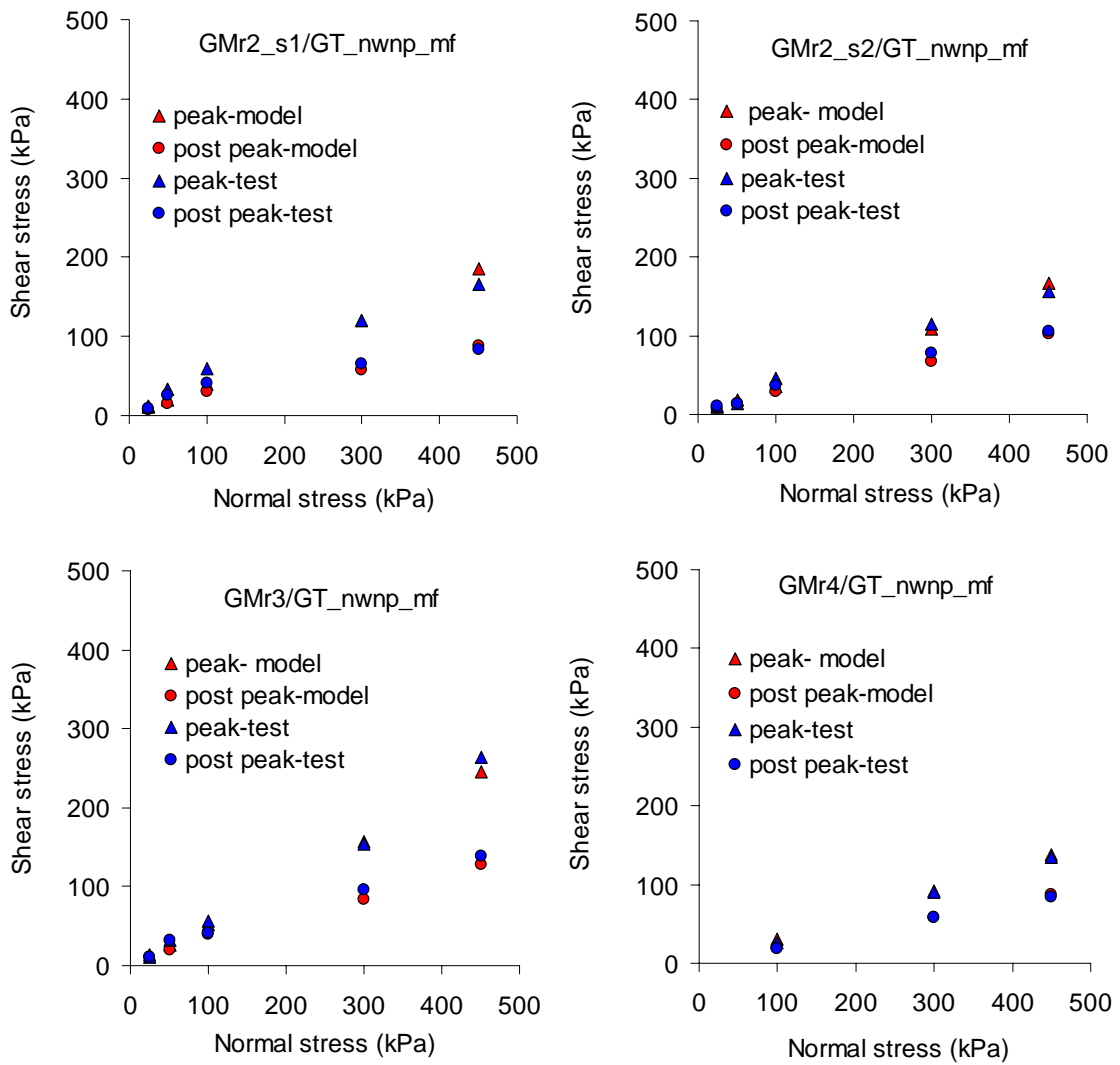 GMr2_s1/GT_nwnp_mf
Shear stress (kPa)
500
400
300
200
100
0
peak-model
post peak-model
peak-test
post peak-test
0 100 200 300 400 500
Normal stress (kPa)
GMr2_s2/GT_nwnp_mf
Shear stress (kPa)
500
400
300
200
100
0
peak- model
post peak-model
peak-test
post peak-test
0 100 200 300 400 500
Normal stress (kPa)
GMr3/GT_nwnp_mf
Shear stress (kPa)
500
400
300
200
100
0
peak- model
post peak-model
peak-test
post peak-test
0 100 200 300 400 500
Normal stress (kPa)
GMr4/GT_nwnp_mf
Shear stress (kPa)
500
400
300
200
100
0
peak- model
post peak-model
peak-test
post peak-test
0 100 200 300 400 500
Normal stress (kPa)